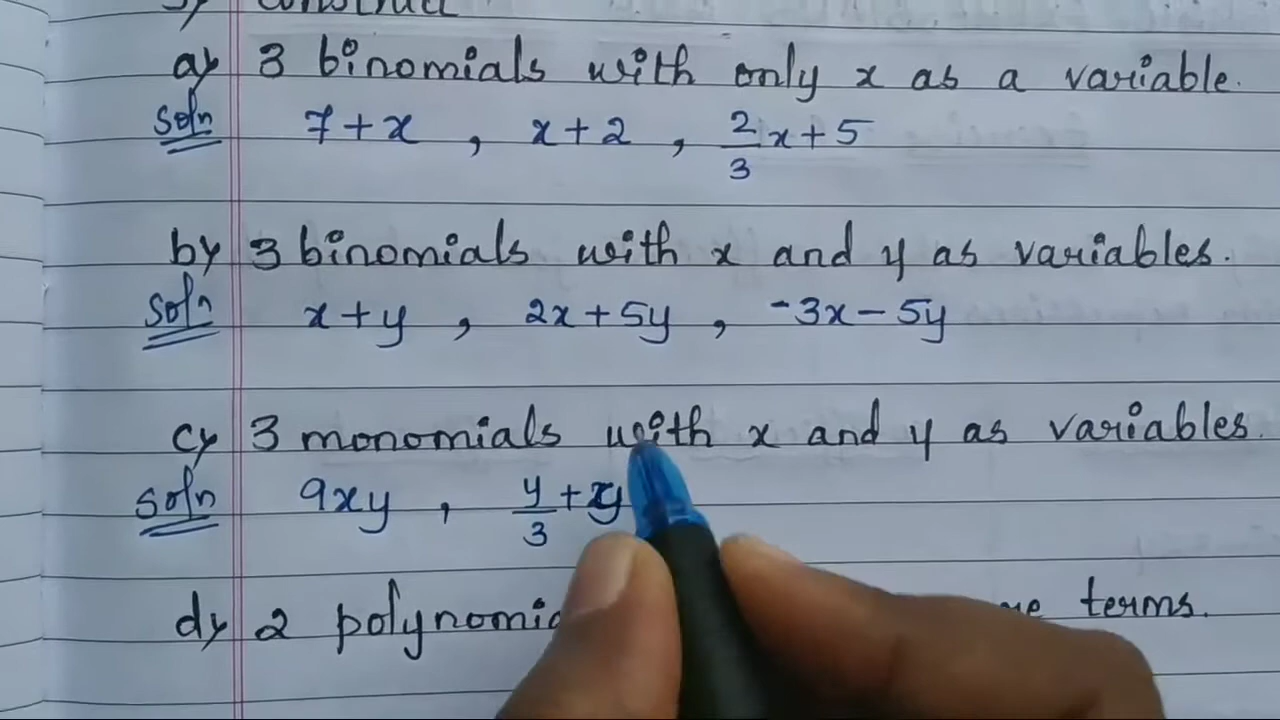 Construct
a) 3 binomials with only x as a variable.
Soln 7 + x , x + 2 , 2/3 x + 5
b) 3 binomials with x and y as variables.
Soln x + y , 2x + 5y , -3x - 5y
c) 3 monomials with x and y as variables.
Soln 9xy , y/3 + xy
d) 2 terms.